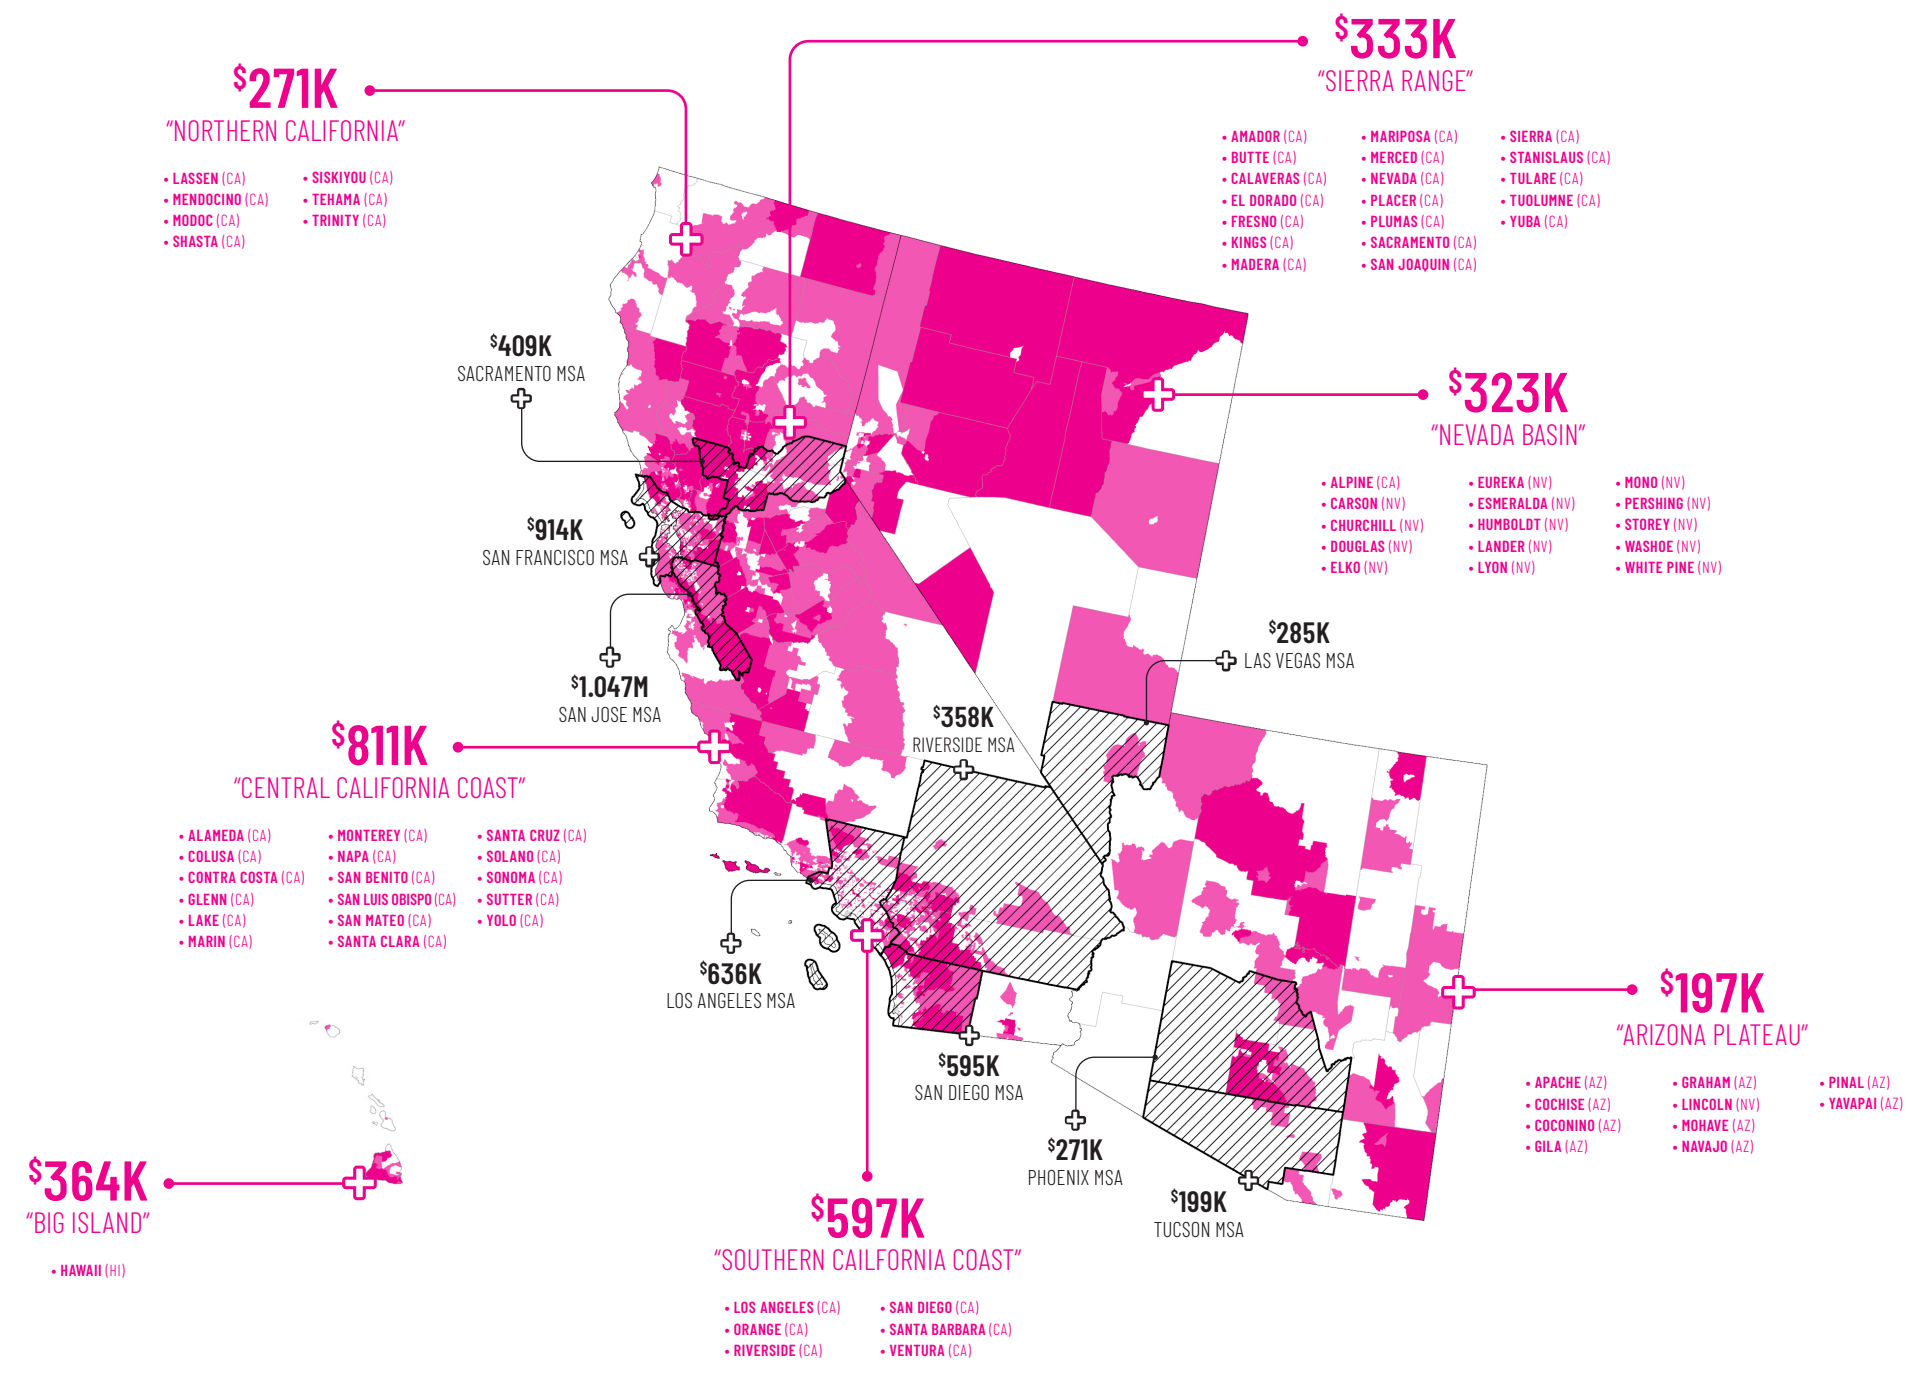 $333K
“SIERRA RANGE”
• AMADOR (CA)
• BUTTE (CA)
• CALAVERAS (CA)
• EL DORADO (CA)
• FRESNO (CA)
• KINGS (CA)
• MADERA (CA)
• MARIPOSA (CA)
• MERCED (CA)
• NEVADA (CA)
• PLACER (CA)
• PLUMAS (CA)
• SACRAMENTO (CA)
• SAN JOAQUIN (CA)
• SIERRA (CA)
• STANISLAUS (CA)
• TULARE (CA)
• TUOLUMNE (CA)
• YUBA (CA)
$271K
“NORTHERN CALIFORNIA”
• LASSEN (CA)
• MENDOCINO (CA)
• MODOC (CA)
• SHASTA (CA)
• SISKIYOU (CA)
• TEHAMA (CA)
• TRINITY (CA)
$409K
SACRAMENTO MSA
$323K
“NEVADA BASIN”
• ALPINE (CA)
• CARSON (NV)
• CHURCHILL (NV)
• DOUGLAS (NV)
• ELKO (NV)
• EUREKA (NV)
• ESMERALDA (NV)
• HUMBOLDT (NV)
• LANDER (NV)
• LYON (NV)
• MONO (NV)
• PERSHING (NV)
• STOREY (NV)
• WASHOE (NV)
• WHITE PINE (NV)
$914K
SAN FRANCISCO MSA
$285K
LAS VEGAS MSA
$1.047M
SAN JOSE MSA
$358K
RIVERSIDE MSA
$811K
“CENTRAL CALIFORNIA COAST”
• ALAMEDA (CA)
• COLUSA (CA)
• CONTRA COSTA (CA)
• GLENN (CA)
• LAKE (CA)
• MARIN (CA)
• MONTEREY (CA)
• NAPA (CA)
• SAN BENITO (CA)
• SAN LUIS OBISPO (CA)
• SAN MATEO (CA)
• SANTA CLARA (CA)
• SANTA CRUZ (CA)
• SOLANO (CA)
• SONOMA (CA)
• SUTTER (CA)
• YOLO (CA)
$636K
LOS ANGELES MSA
$197K
“ARIZONA PLATEAU”
• APACHE (AZ)
• COCHISE (AZ)
• COCONINO (AZ)
• GILA (AZ)
• GRAHAM (AZ)
• LINCOLN (NV)
• MOHAVE (AZ)
• NAVAJO (AZ)
• PINAL (AZ)
• YAVAPAI (AZ)
$595K
SAN DIEGO MSA
$271K
PHOENIX MSA
$199K
TUCSON MSA
$364K
“BIG ISLAND”
• HAWAII (HI)
$597K
“SOUTHERN CAILFORNIA COAST”
• LOS ANGELES (CA)
• ORANGE (CA)
• RIVERSIDE (CA)
• SAN DIEGO (CA)
• SANTA BARBARA (CA)
• VENTURA (CA)